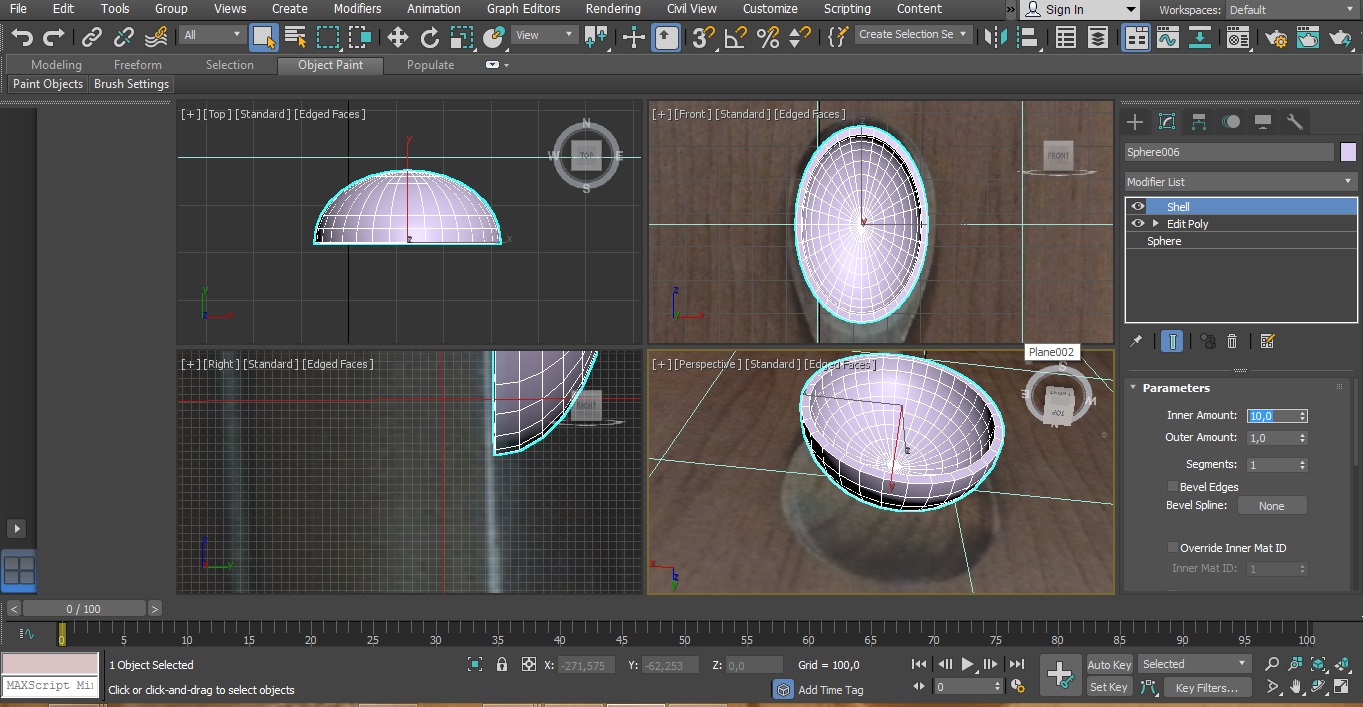 File Edit Tools Group Views Create Modifiers Animation Graph Editors Rendering Civil View Customize Scripting Content » Sign In Workspaces: Default
All View 3 Create Selection Se
Modeling Freeform Selection Object Paint Populate
Paint Objects Brush Settings
[+] [Top] [Standard] [Edged Faces]
N
W TOP E
S
y
z x
y
z x
[+] [Front] [Standard] [Edged Faces]
FRONT
z
x
Plane002
[+] [Right] [Standard] [Edged Faces]
RIGHT
z
y
[+] [Perspective] [Standard] [Edged Faces]
S
FRONT
TOP
N
z
y
x
z
y
Sphere006
Modifier List
Shell
Edit Poly
Sphere
Parameters
Inner Amount: 10,0
Outer Amount: 1,0
Segments: 1
Bevel Edges
Bevel Spline: None
Override Inner Mat ID
Inner Mat ID: 1
< 0 / 100 >
0 5 10 15 20 25 30 35 40 45 50 55 60 65 70 75 80 85 90 95 100
1 Object Selected X: -271,575 Y: -62,253 Z: 0,0 Grid = 100,0 Auto Key Selected
MAXScript Mi Click or click-and-drag to select objects Add Time Tag 0 Set Key Key Filters...